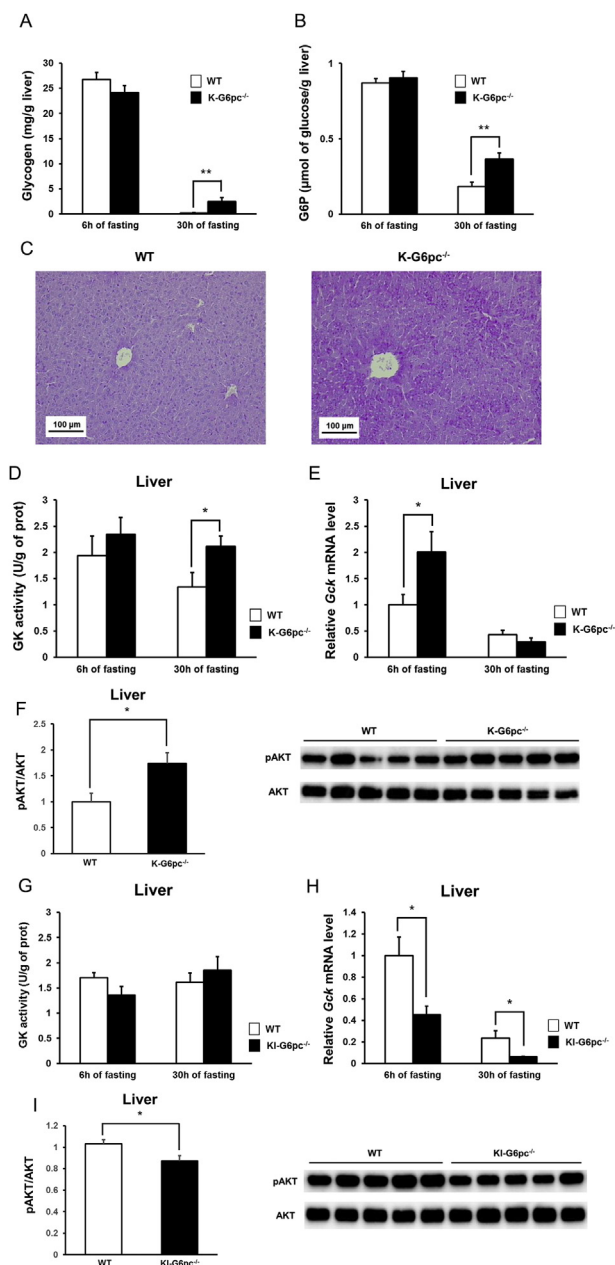 A
B
Glycogen (mg/g liver)
30
25
20
15
10
5
0
WT
K-G6pc-/-
**
6h of fasting
30h of fasting
G6P (µmol of glucose/g liver)
1
0.5
0
WT
K-G6pc-/-
**
6h of fasting
30h of fasting
C
WT
K-G6pc-/-
100 µm
100 µm
D
Liver
GK activity (U/g of prot)
3
2.5
2
1.5
1
0.5
0
*
WT
K-G6pc-/-
6h of fasting
30h of fasting
E
Liver
Relative Gck mRNA level
3
2.5
2
1.5
1
0.5
0
*
WT
K-G6pc-/-
6h of fasting
30h of fasting
F
Liver
pAKT/AKT
2.5
2
1.5
1
0.5
0
*
WT
K-G6pc-/-
WT
K-G6pc-/-
pAKT
AKT
G
Liver
GK activity (U/g of prot)
3
2.5
2
1.5
1
0.5
0
WT
KI-G6pc-/-
6h of fasting
30h of fasting
H
Liver
Relative Gck mRNA level
1.4
1.2
1
0.8
0.6
0.4
0.2
0
*
*
WT
KI-G6pc-/-
6h of fasting
30h of fasting
I
Liver
pAKT/AKT
1.2
1
0.8
0.6
0.4
0.2
0
*
WT
KI-G6pc-/-
WT
KI-G6pc-/-
pAKT
AKT